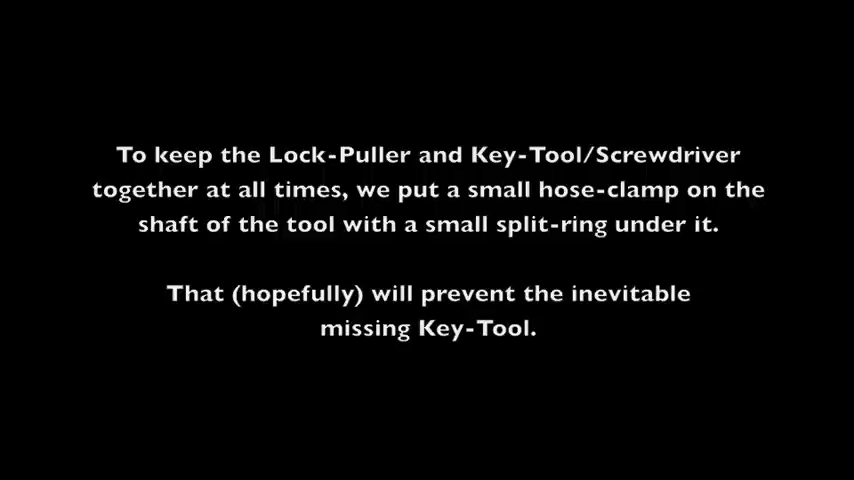 To keep the Lock-Puller and Key-Tool/Screwdriver
together at all times, we put a small hose-clamp on the
shaft of the tool with a small split-ring under it.
That (hopefully) will prevent the inevitable
missing Key-Tool.